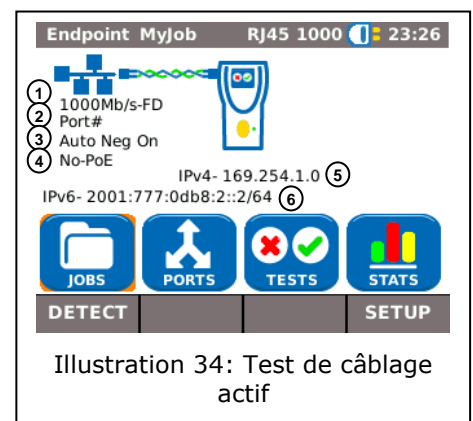 Endpoint MyJob RJ45 1000 23:26
① 1000Mb/s-FD
② Port#
③ Auto Neg On
④ No-PoE
IPv4- 169.254.1.0 ⑤
IPv6- 2001:777:0db8:2::2/64 ⑥
JOBS PORTS TESTS STATS
DETECT SETUP
Illustration 34: Test de câblage
actif